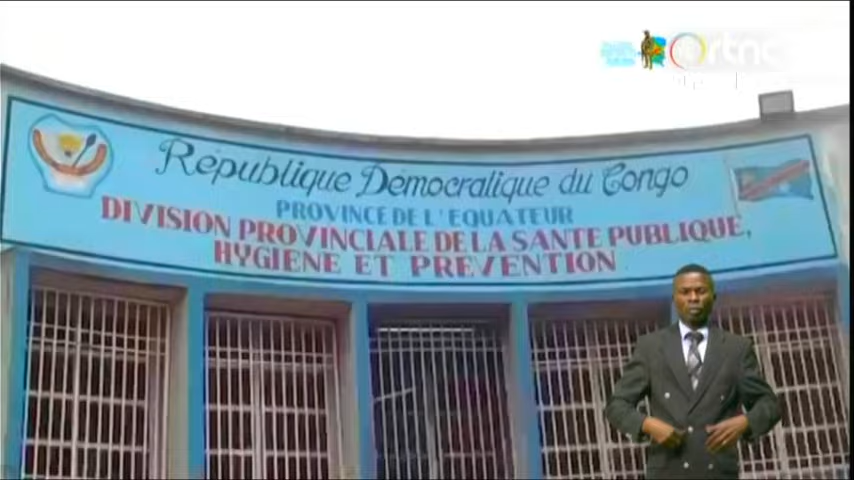 rtnc
République Démocratique du Congo
PROVINCE DE L'EQUATEUR
DIVISION PROVINCIALE DE LA SANTE PUBLIQUE,
HYGIENE ET PREVENTION